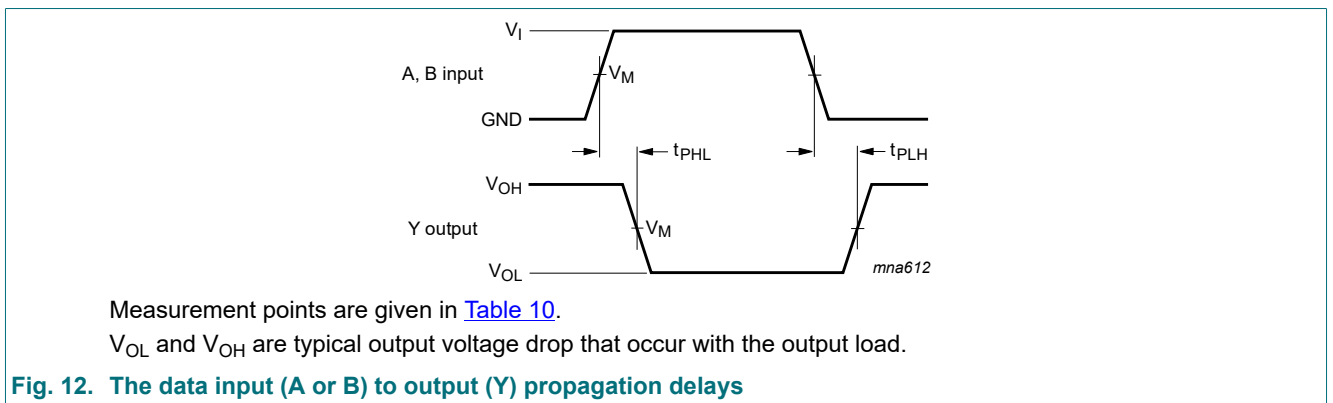 V_I
A, B input
V_M
GND
t_PHL
t_PLH
V_OH
Y output
V_M
V_OL
mna612
Measurement points are given in Table 10.
V_OL and V_OH are typical output voltage drop that occur with the output load.
Fig. 12. The data input (A or B) to output (Y) propagation delays